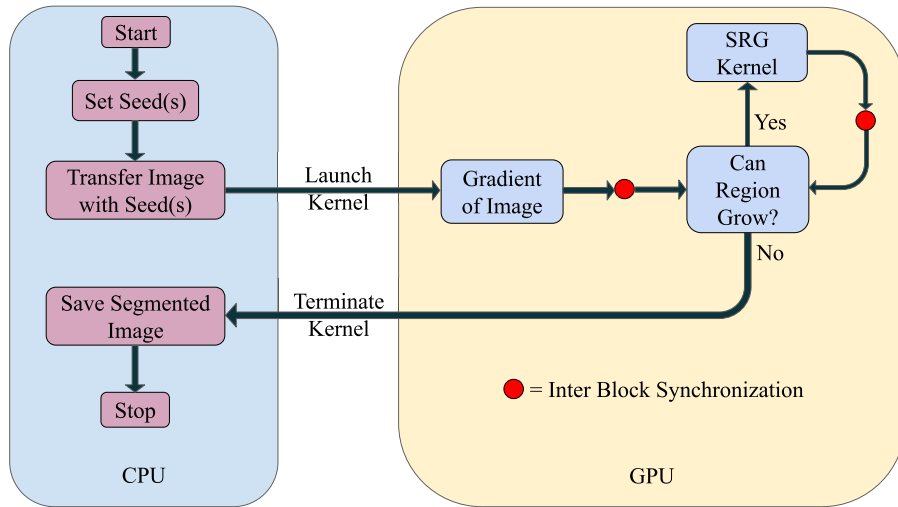 Start
Set Seed(s)
Transfer Image
with Seed(s)
Launch
Kernel
Gradient
of Image
SRG
Kernel
Yes
Can
Region
Grow?
No
Terminate
Kernel
Save Segmented
Image
Stop
= Inter Block Synchronization
CPU
GPU